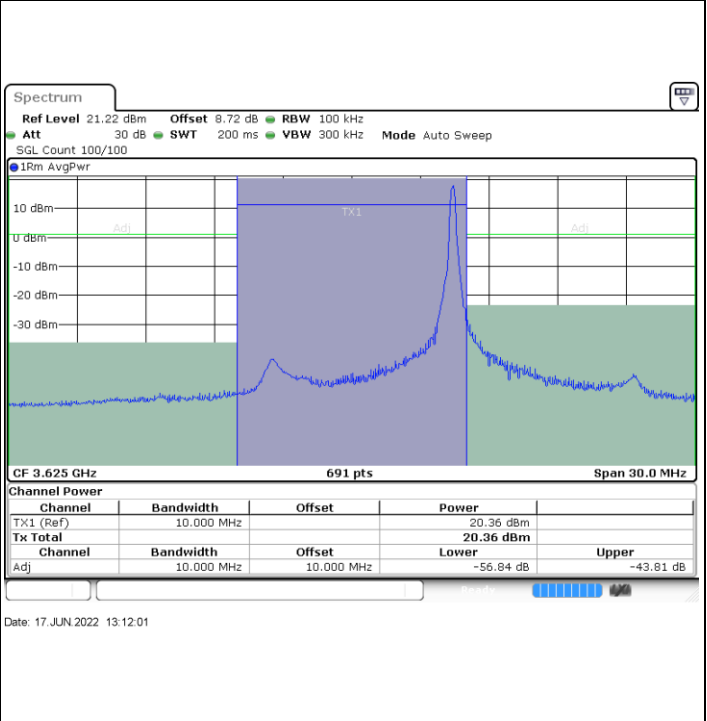 Spectrum
Ref Level 21.22 dBm Offset 8.72 dB RBW 100 kHz
Att 30 dB SWT 200 ms VBW 300 kHz Mode Auto Sweep
SGL Count 100/100
1Rm AvgPwr
10 dBm
TX1
Adj Adj
0 dBm
-10 dBm
-20 dBm
-30 dBm
CF 3.625 GHz 691 pts Span 30.0 MHz
Channel Power
Channel Bandwidth Offset Power
TX1 (Ref) 10.000 MHz 20.36 dBm
Tx Total 20.36 dBm
Channel Bandwidth Offset Lower Upper
Adj 10.000 MHz 10.000 MHz -56.84 dB -43.81 dB
Ready
Date: 17.JUN.2022 13:12:01